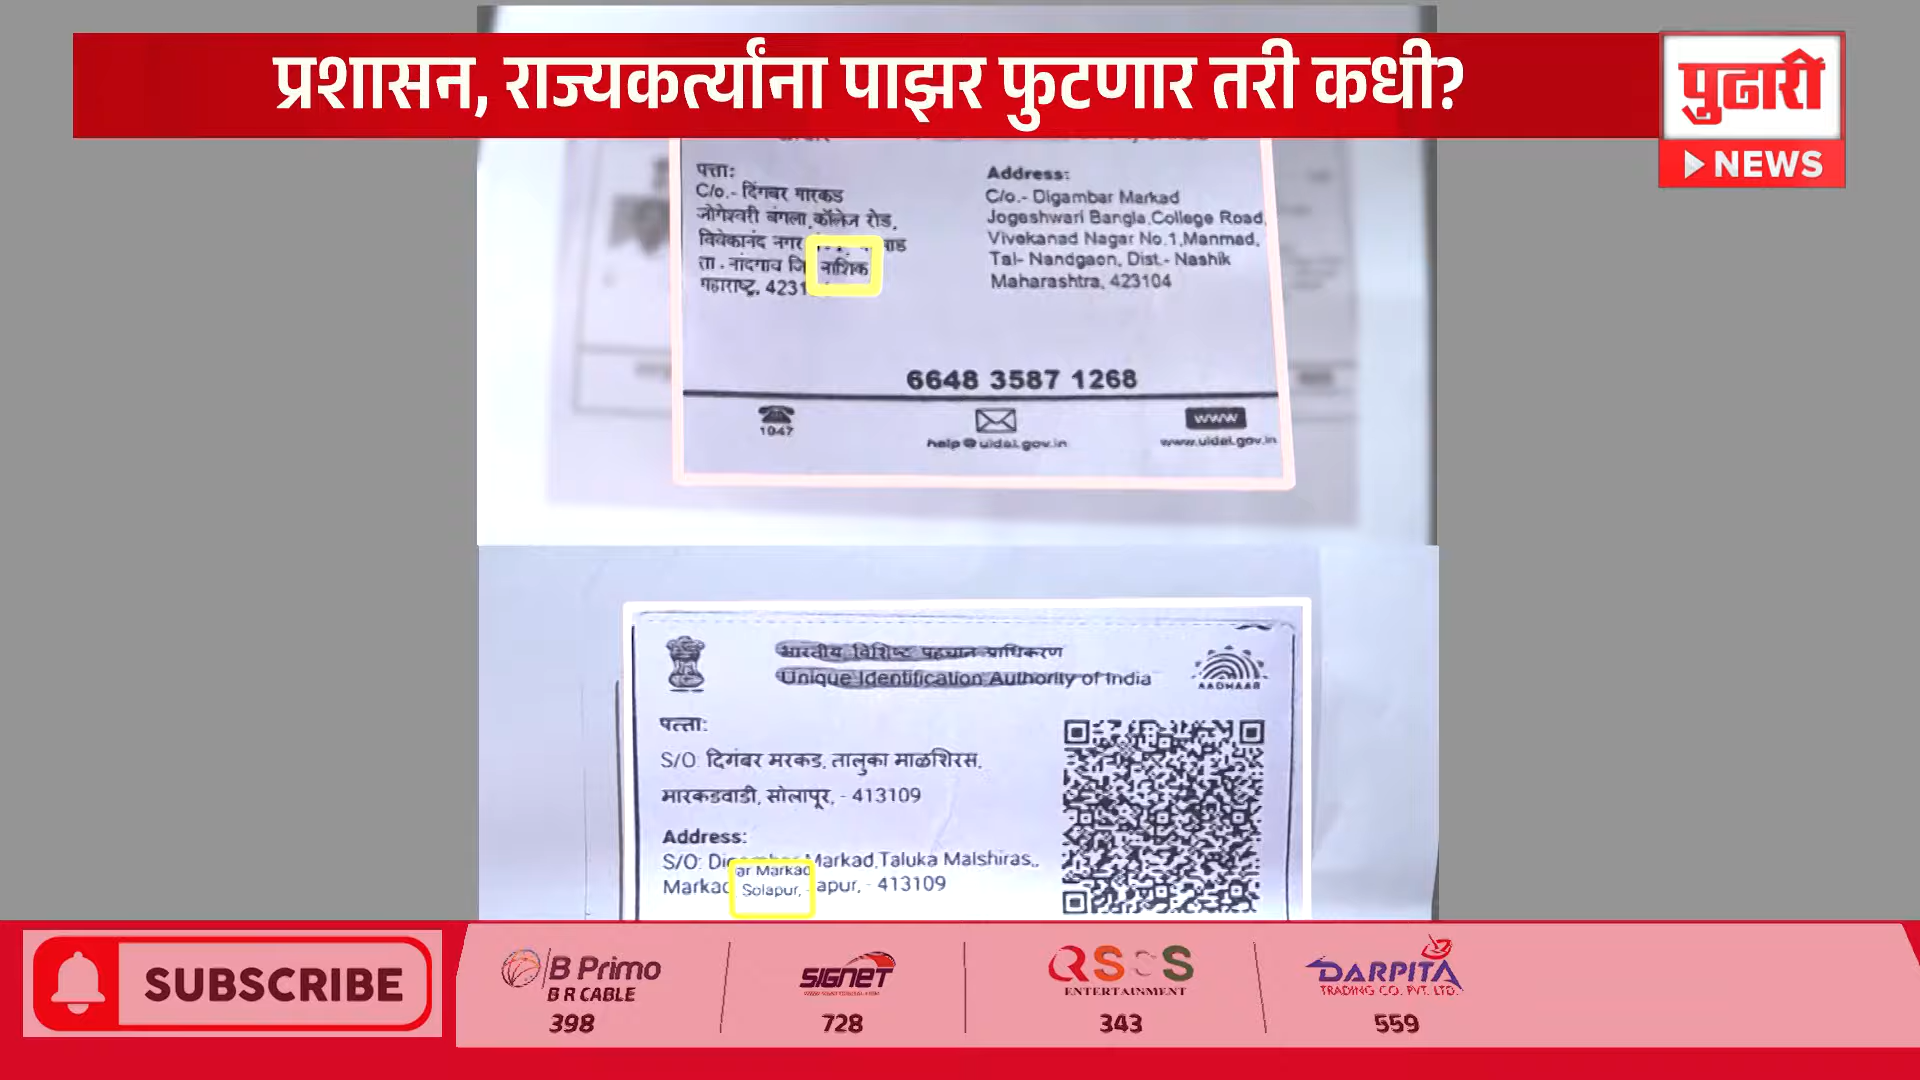 प्रशासन, राज्यकर्त्यांना पाझर फुटणार तरी कधी?
पुढारी
NEWS
पत्ता:
C/o.- दिंगबर मारकड
जोगेश्वरी बंगला,कॉलेज रोड,
विवेकानंद नगर
ता.- नांदगाव जि नाशिक
महाराष्ट्र, 4231
Address:
C/o.- Digambar Markad
Jogeshwari Bangla,College Road,
Vivekanad Nagar No.1,Manmad,
Tal- Nandgaon, Dist.- Nashik
Maharashtra, 423104
6648 3587 1268
1047
help@uidai.gov.in
www
www.uidai.gov.in
भारतीय विशिष्ट पहचान प्राधिकरण
Unique Identification Authority of India
AADHAAR
पत्ता:
S/O: दिगंबर मरकड, तालुका माळशिरस,
मारकडवाडी, सोलापूर, - 413109
Address:
S/O: Digambar Markad,Taluka Malshiras,,
ar Markad
Markad Solapur, apur, - 413109
SUBSCRIBE
B Primo
B R CABLE
398
SIGNET
728
ENTERTAINMENT
343
DARPITA
TRADING CO. PVT. LTD.
559